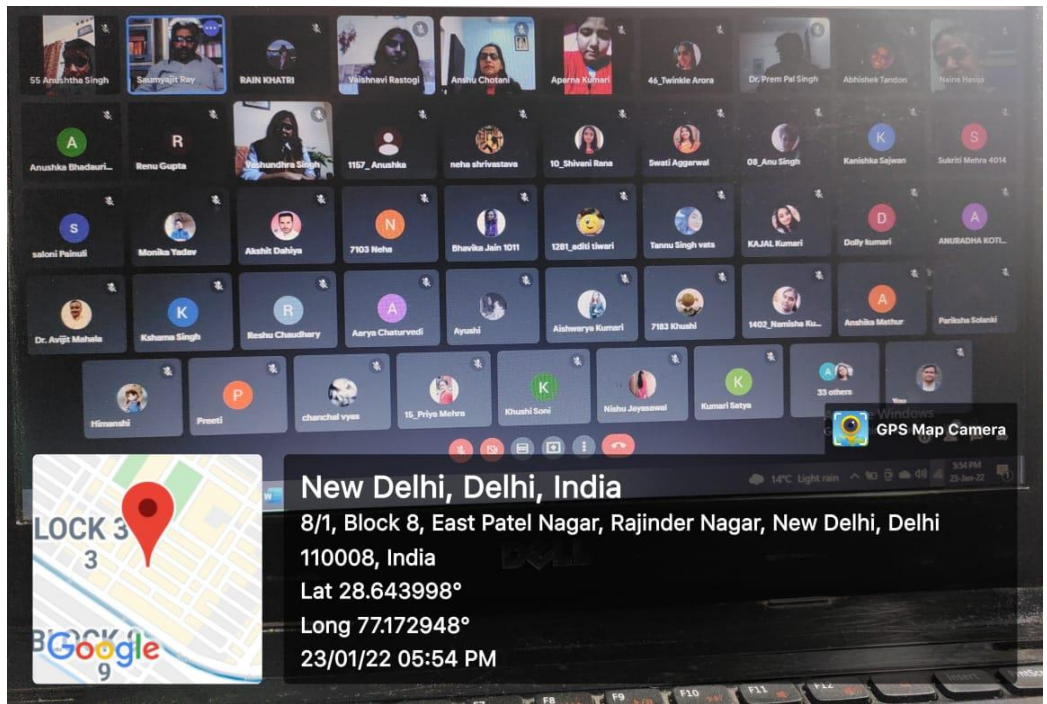 55 Anushtha Singh
Saumyajit Ray
RAIN KHATRI
Vaishnavi Rastogi
Anshu Chotani
Aperna Kumari
46_Twinkle Arora
Dr. Prem Pal Singh
Abhishek Tandon
A
Anushka Bhadauri...
R
Renu Gupta
Vashundhra Singh
1157_Anushka
neha shrivastava
10_Shivani Rana
Swati Aggarwal
08_Anu Singh
K
Kanishka Sajwan
S
Sukriti Mehra 4014
S
saloni Painuli
Monika Yadav
Akshit Dahiya
N
7103 Neha
Bhavika Jain 1011
1281_aditi tiwari
Tannu Singh vats
KAJAL Kumari
D
Dolly kumari
A
ANURADHA KOTI...
Dr. Avijit Mahala
K
Kshama Singh
R
Reshu Chaudhary
A
Aarya Chaturvedi
Ayushi
Aishwarya Kumari
7183 Khushi
1402_Namisha Ku...
A
Anshika Mathur
Pariksha Solanki
Himanshi
P
Preeti
chanchal vyas
15_Priya Mehra
K
Khushi Soni
Nishu Jayasawal
K
Kumari Satya
A
33 others
You
Windows
GPS Map Camera
14°C Light rain
5:54 PM
23-Jan-22
W
DELL
LOCK 3
3
Google
9
New Delhi, Delhi, India
8/1, Block 8, East Patel Nagar, Rajinder Nagar, New Delhi, Delhi
110008, India
Lat 28.643998°
Long 77.172948°
23/01/22 05:54 PM
F7
F8
F9
F10
F11
F12
Insert